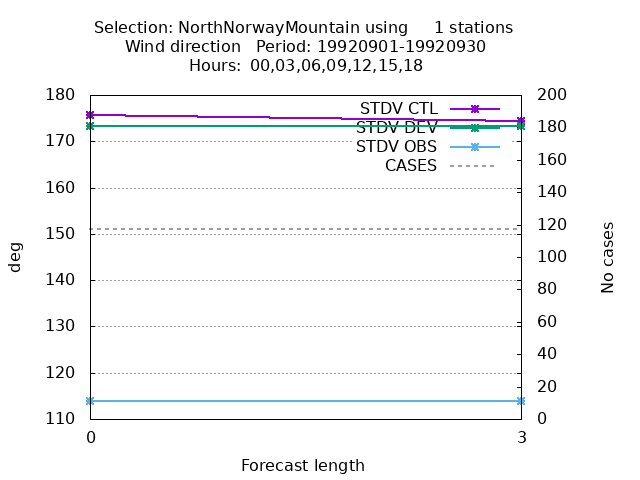 Selection: NorthNorwayMountain using     1 stations
Wind direction   Period: 19920901-19920930
Hours:  00,03,06,09,12,15,18
180
170
160
150
140
130
120
110
200
180
160
140
120
100
80
60
40
20
0
STDV CTL
STDV DEV
STDV OBS
CASES
deg
No cases
0
3
Forecast length